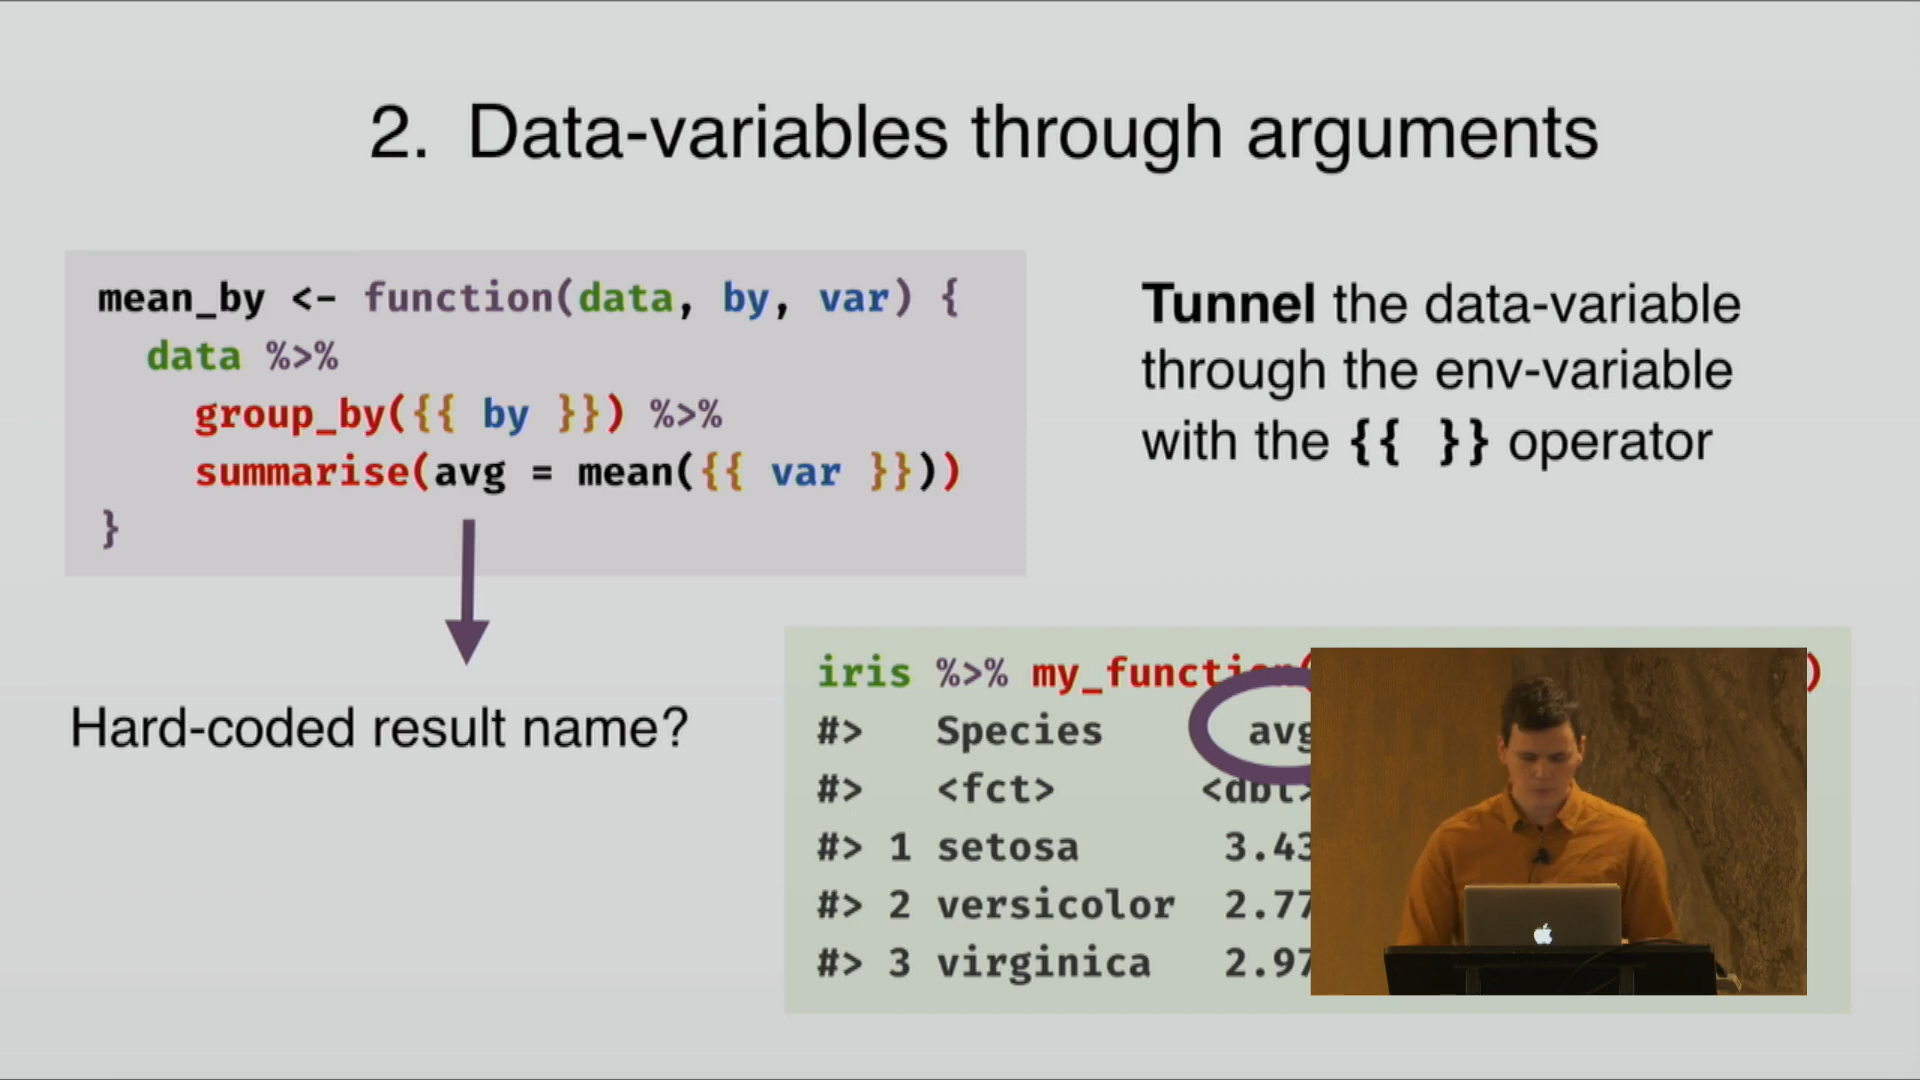 2. Data-variables through arguments
mean_by <- function(data, by, var) {
data %>%
group_by({{ by }}) %>%
summarise(avg = mean({{ var }}))
}
Tunnel the data-variable
through the env-variable
with the {{ }} operator
Hard-coded result name?
iris %>% my_function( )
#> Species avg
#> <fct> <dbl>
#> 1 setosa 3.43
#> 2 versicolor 2.77
#> 3 virginica 2.97